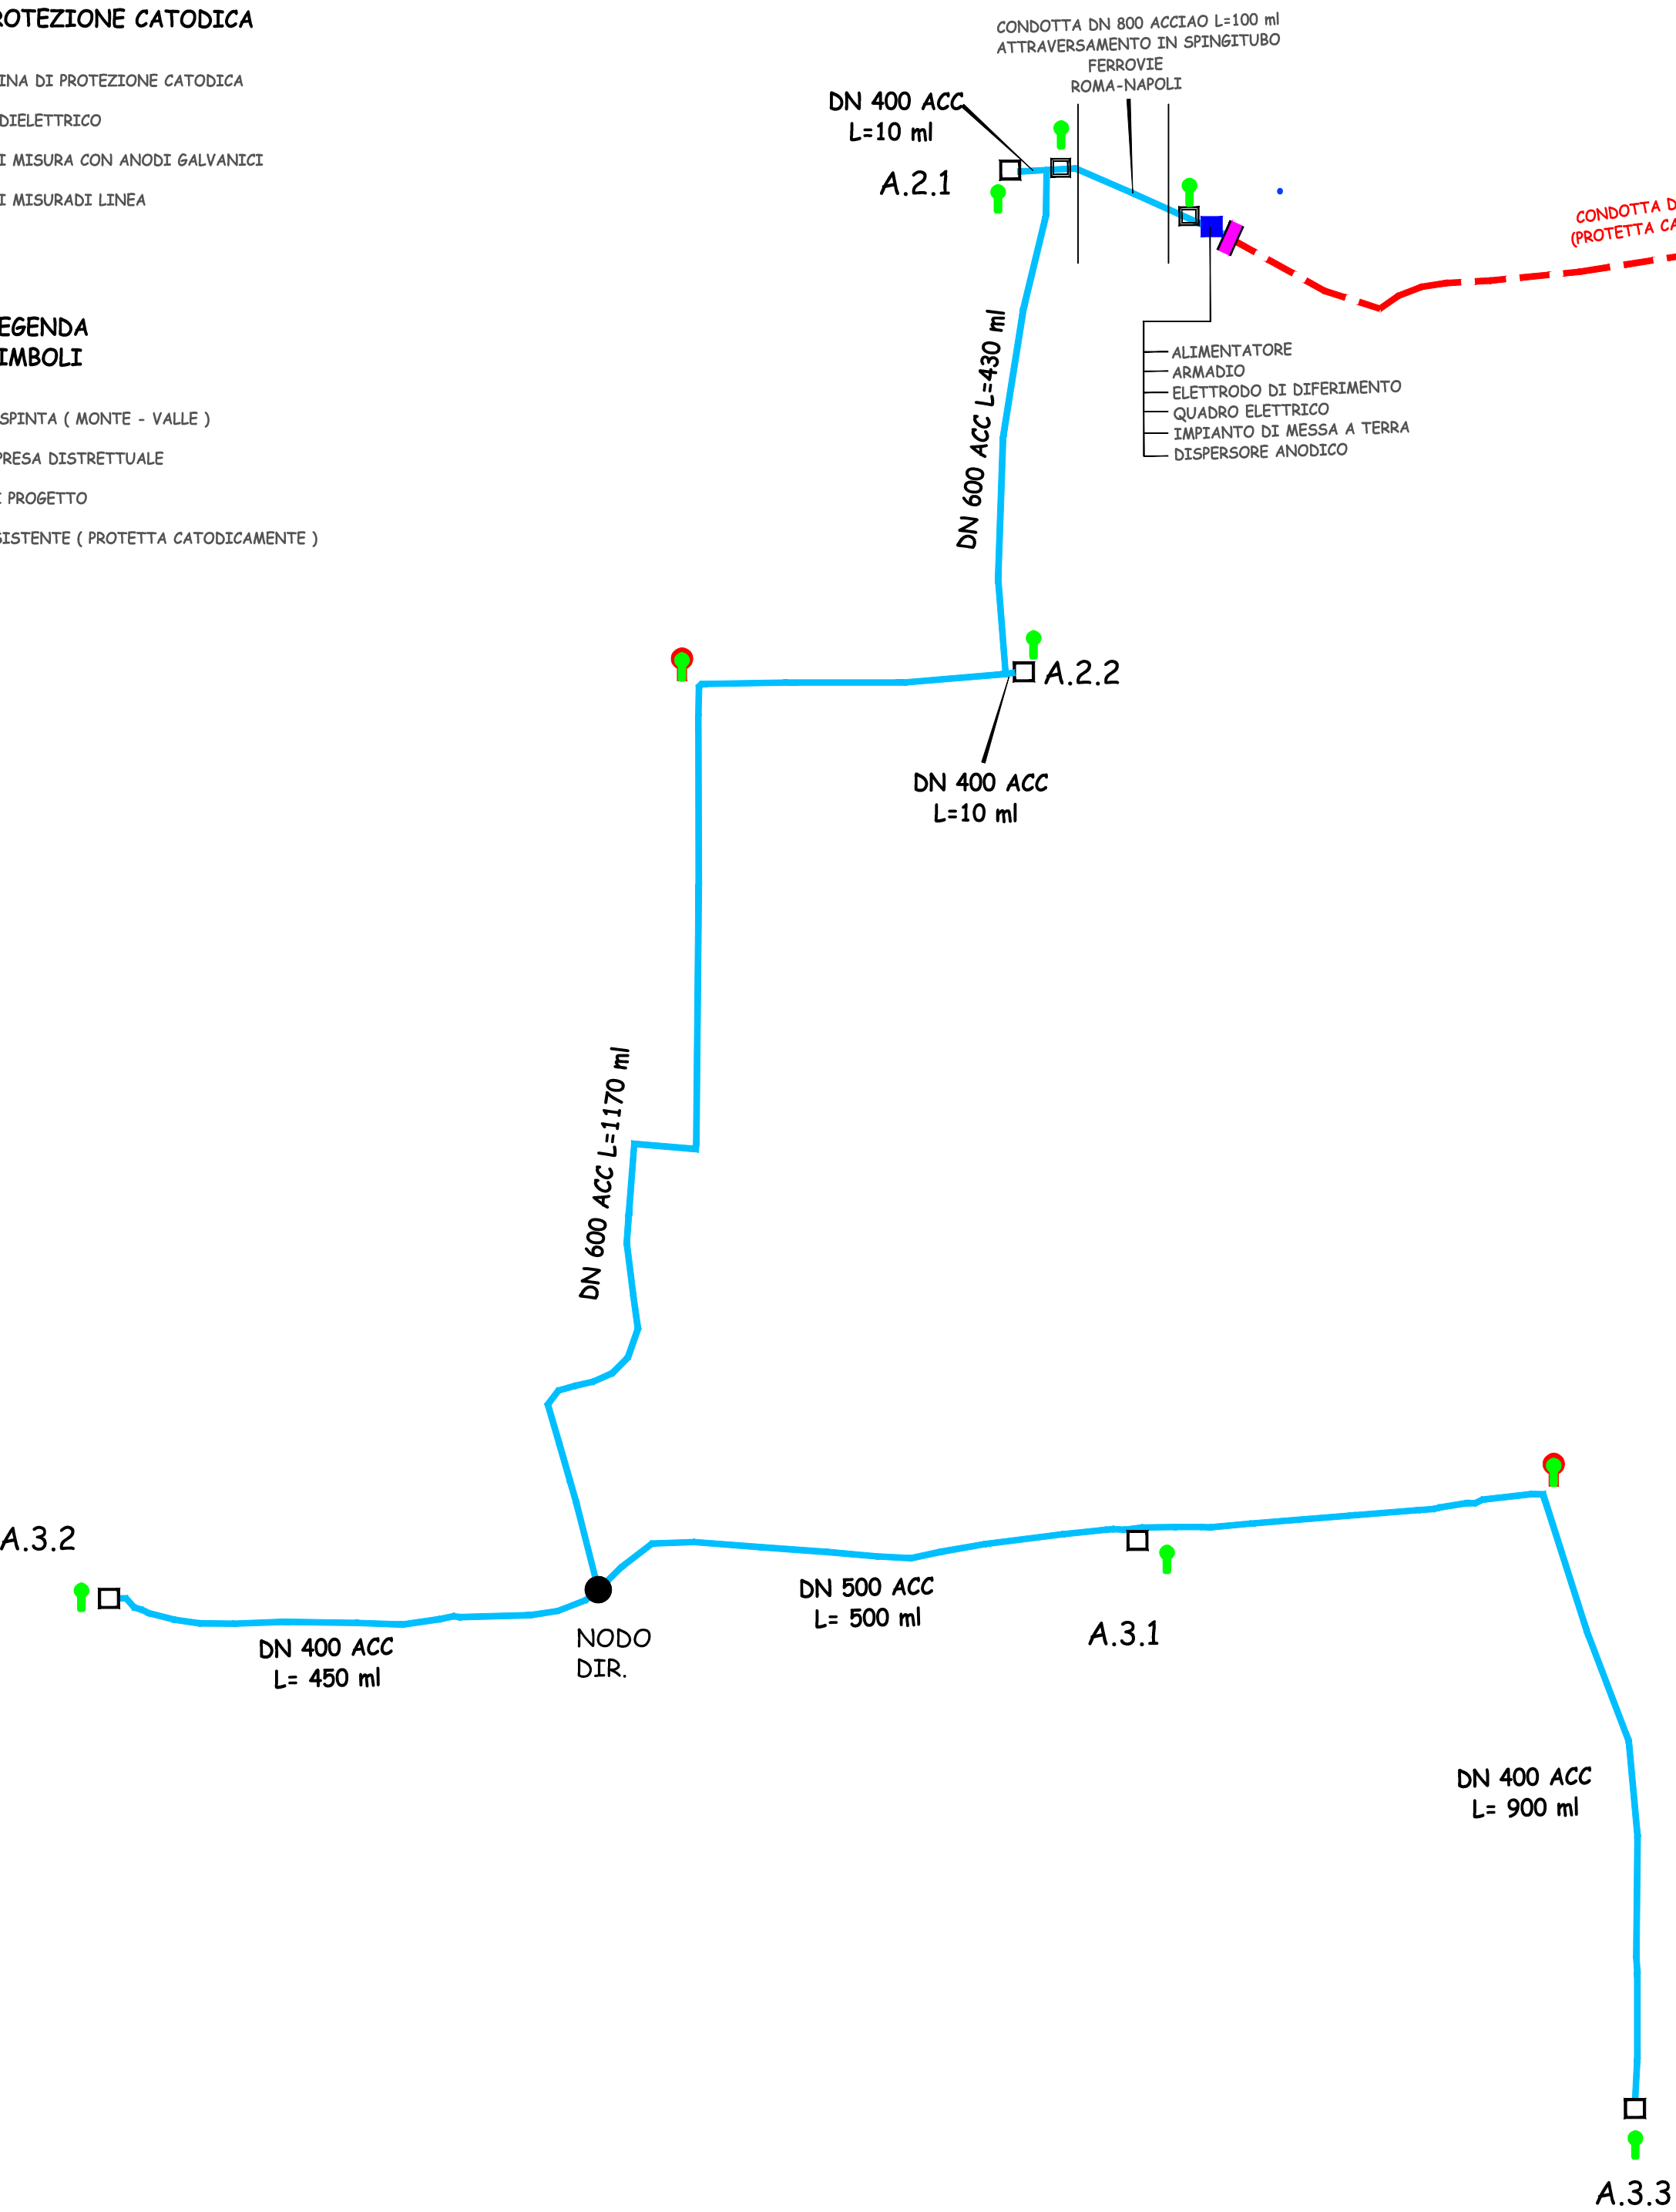 ROTEZIONE CATODICA
INA DI PROTEZIONE CATODICA
DIELETTRICO
I MISURA CON ANODI GALVANICI
I MISURADI LINEA
EGENDA
IMBOLI
SPINTA ( MONTE - VALLE )
PRESA DISTRETTUALE
I PROGETTO
SISTENTE ( PROTETTA CATODICAMENTE )
CONDOTTA DN 800 ACCIAO L=100 ml
ATTRAVERSAMENTO IN SPINGITUBO
FERROVIE
ROMA-NAPOLI
DN 400 ACC
L=10 ml
A.2.1
CONDOTTA D
(PROTETTA CA
ALIMENTATORE
ARMADIO
ELETTRODO DI DIFERIMENTO
QUADRO ELETTRICO
IMPIANTO DI MESSA A TERRA
DISPERSORE ANODICO
DN 600 ACC L=430 ml
A.2.2
DN 400 ACC
L=10 ml
DN 600 ACC L=1170 ml
A.3.2
DN 400 ACC
L= 450 ml
NODO
DIR.
DN 500 ACC
L= 500 ml
A.3.1
DN 400 ACC
L= 900 ml
A.3.3